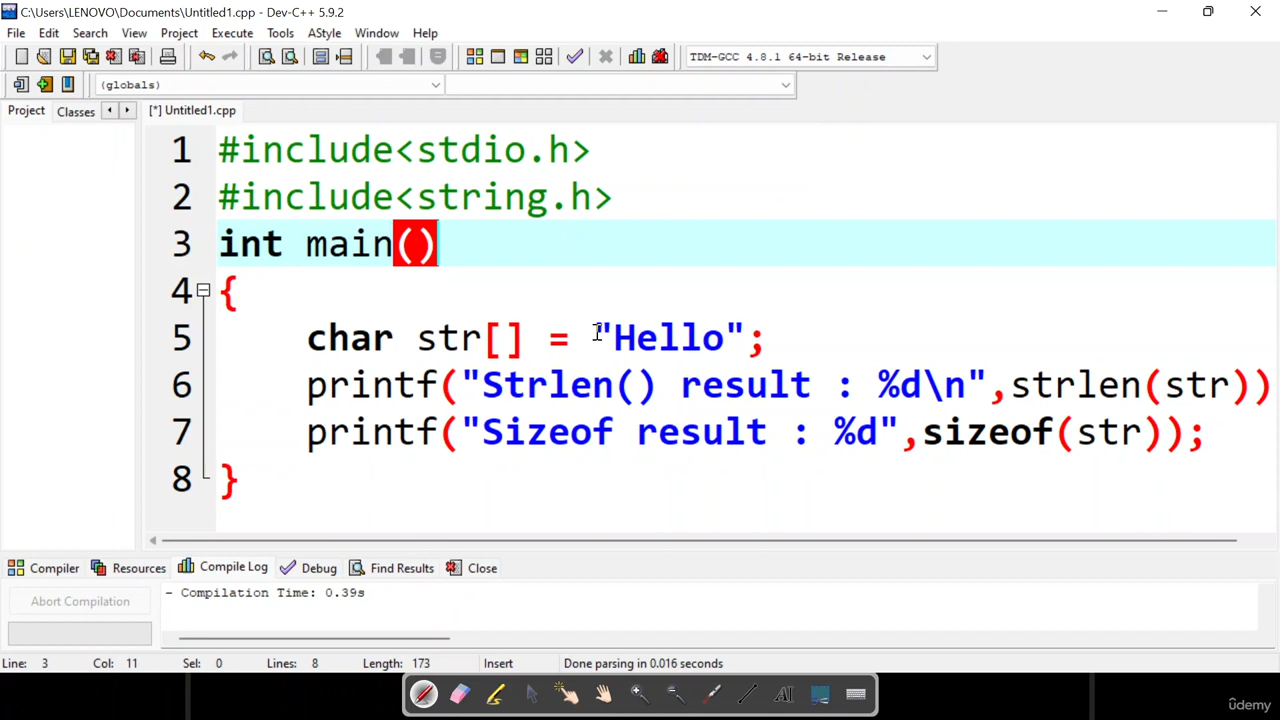 C:\Users\LENOVO\Documents\Untitled1.cpp - Dev-C++ 5.9.2
File Edit Search View Project Execute Tools AStyle Window Help
TDM-GCC 4.8.1 64-bit Release
(globals)
Project Classes [*] Untitled1.cpp
1 #include<stdio.h>
2 #include<string.h>
3 int main()
4 {
5 char str[] = "Hello";
6 printf("Strlen() result : %d\n",strlen(str))
7 printf("Sizeof result : %d",sizeof(str));
8 }
Compiler Resources Compile Log Debug Find Results Close
Abort Compilation
- Compilation Time: 0.39s
Line: 3 Col: 11 Sel: 0 Lines: 8 Length: 173 Insert Done parsing in 0.016 seconds
AI
ûdemy